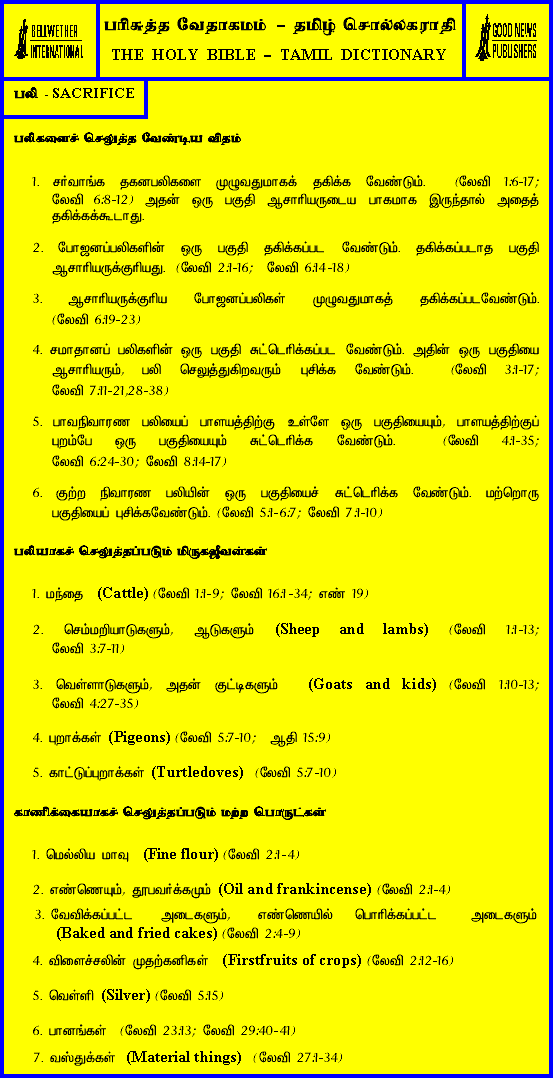 BELLWETHER
INTERNATIONAL
பரிசுத்த வேதாகமம் – தமிழ் சொல்லகராதி
THE HOLY BIBLE – TAMIL DICTIONARY
GOOD NEWS
PUBLISHERS
பலி - SACRIFICE
பலிகளைச் செலுத்த வேண்டிய விதம்
1. சர்வாங்க தகனபலிகளை முழுவதுமாகக் தகிக்க வேண்டும். (லேவி 1:6-17;
லேவி 6:8-12) அதன் ஒரு பகுதி ஆசாரியருடைய பாகமாக இருந்தால் அதைத்
தகிக்கக்கூடாது.
2. போஜனப்பலிகளின் ஒரு பகுதி தகிக்கப்பட வேண்டும். தகிக்கப்படாத பகுதி
ஆசாரியருக்குரியது. (லேவி 2:1-16; லேவி 6:14-18)
3. ஆசாரியருக்குரிய போஜனப்பலிகள் முழுவதுமாகத் தகிக்கப்படவேண்டும்.
(லேவி 6:19-23)
4. சமாதானப் பலிகளின் ஒரு பகுதி சுட்டெரிக்கப்பட வேண்டும். அதின் ஒரு பகுதியை
ஆசாரியரும், பலி செலுத்துகிறவரும் புசிக்க வேண்டும். (லேவி 3:1-17;
லேவி 7:11-21,28-38)
5. பாவநிவாரண பலியைப் பாளயத்திற்கு உள்ளே ஒரு பகுதியையும், பாளயத்திற்குப்
புறம்பே ஒரு பகுதியையும் சுட்டெரிக்க வேண்டும். (லேவி 4:1-35;
லேவி 6:24-30; லேவி 8:14-17)
6. குற்ற நிவாரண பலியின் ஒரு பகுதியைச் சுட்டெரிக்க வேண்டும். மற்றொரு
பகுதியைப் புசிக்கவேண்டும். (லேவி 5:1-6:7; லேவி 7:1-10)
பலியாகச் செலுத்தப்படும் மிருகஜீவன்கள்
1. மந்தை (Cattle) (லேவி 1:1-9; லேவி 16:1-34; எண் 19)
2. செம்மறியாடுகளும், ஆடுகளும் (Sheep and lambs) (லேவி 1:1-13;
லேவி 3:7-11)
3. வெள்ளாடுகளும், அதன் குட்டிகளும் (Goats and kids) (லேவி 1:10-13;
லேவி 4:27-35)
4. புறாக்கள் (Pigeons) (லேவி 5:7-10; ஆதி 15:9)
5. காட்டுப்புறாக்கள் (Turtledoves) (லேவி 5:7-10)
காணிக்கையாகச் செலுத்தப்படும் மற்ற பொருட்கள்
1. மெல்லிய மாவு (Fine flour) (லேவி 2:1-4)
2. எண்ணெயும், தூபவர்க்கமும் (Oil and frankincense) (லேவி 2:1-4)
3. வேவிக்கப்பட்ட அடைகளும், எண்ணெயில் பொரிக்கப்பட்ட அடைகளும்
(Baked and fried cakes) (லேவி 2:4-9)
4. விளைச்சலின் முதற்கனிகள் (Firstfruits of crops) (லேவி 2:12-16)
5. வெள்ளி (Silver) (லேவி 5:15)
6. பானங்கள் (லேவி 23:13; லேவி 29:40-41)
7. வஸ்துக்கள் (Material things) (லேவி 27:1-34)